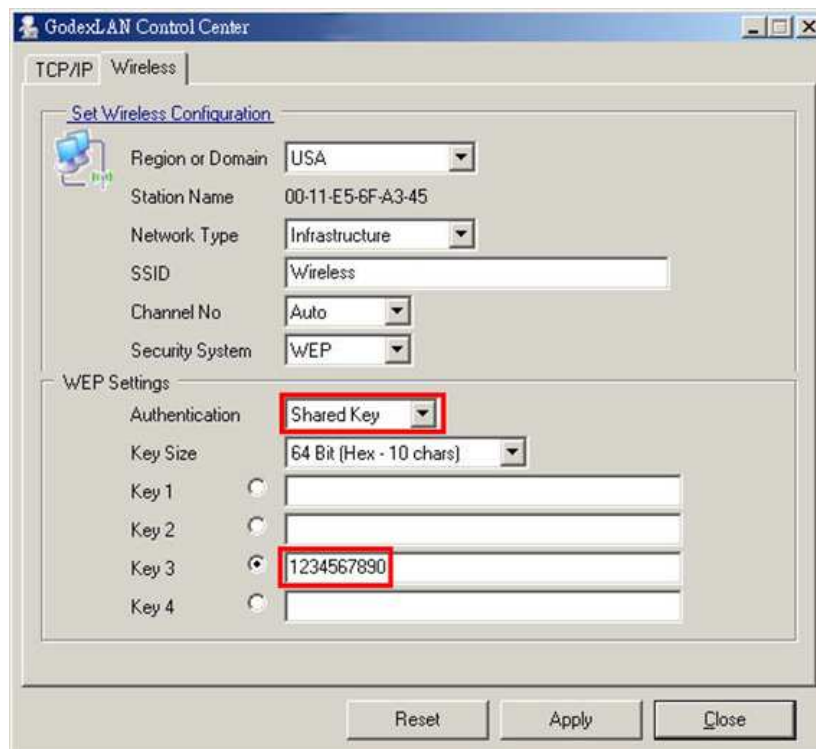 GodexLAN Control Center
TCP/IP Wireless
Set Wireless Configuration
Region or Domain USA
Station Name 00-11-E5-6F-A3-45
Network Type Infrastructure
SSID Wireless
Channel No Auto
Security System WEP
WEP Settings
Authentication Shared Key
Key Size 64 Bit (Hex - 10 chars)
Key 1
Key 2
Key 3 1234567890
Key 4
Reset Apply Close